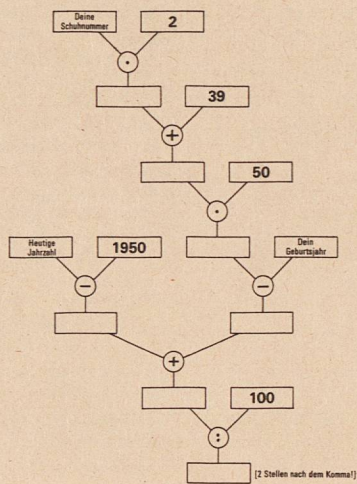 Deine
Schuhnummer
2
·
39
+
50
·
Heutige
Jahrzahl
1950
Dein
Geburtsjahr
−
−
+
100
:
[2 Stellen nach dem Komma!]